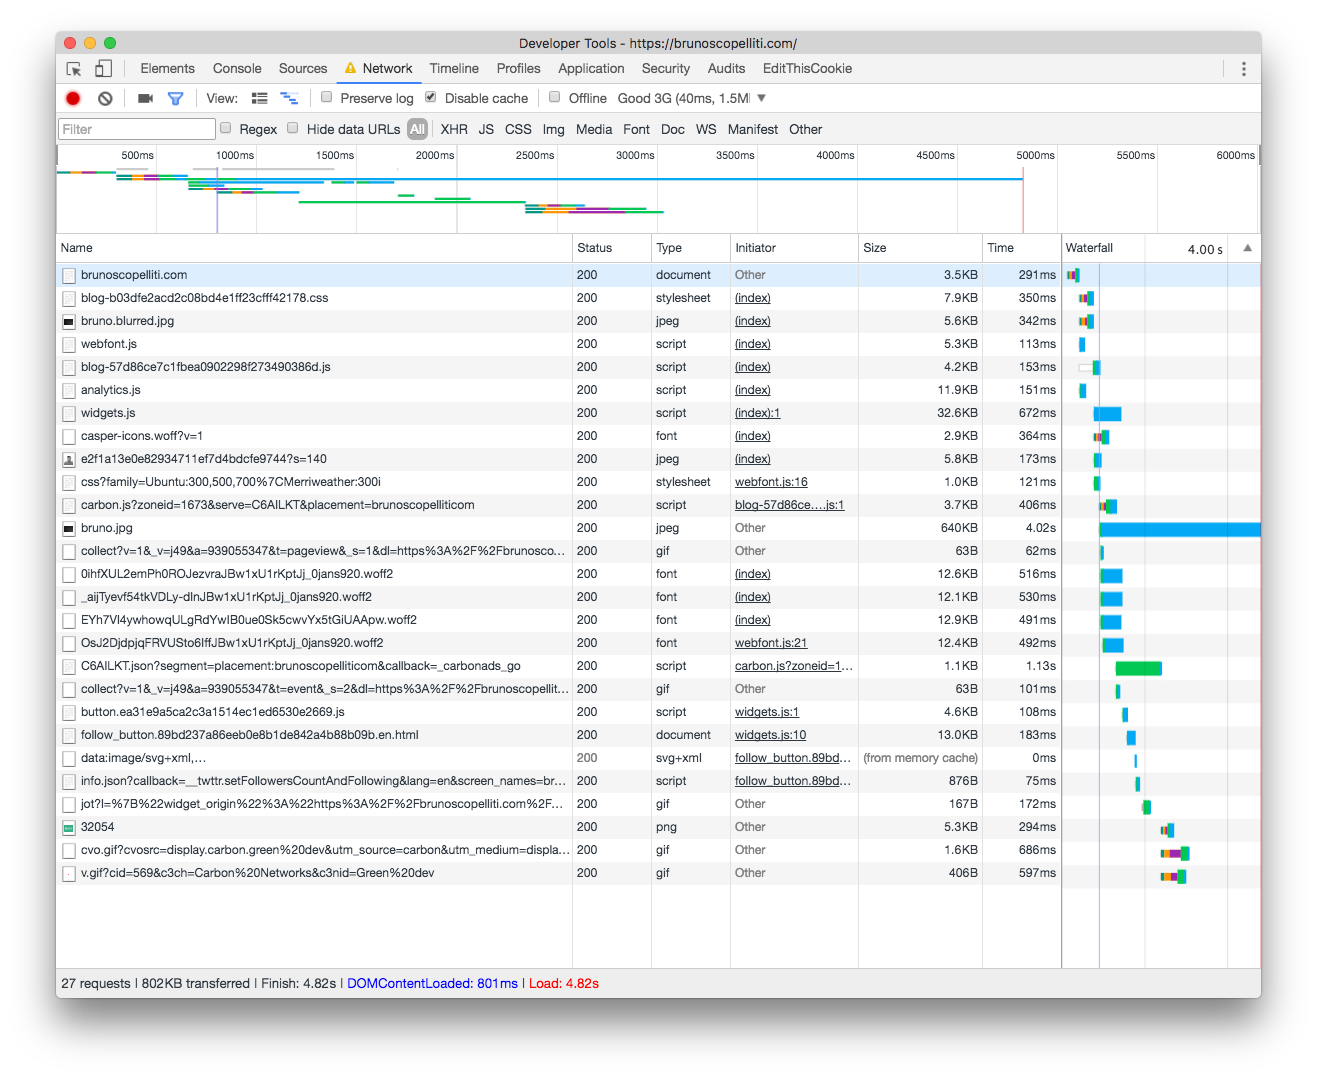 Developer Tools - https://brunoscopelliti.com/
Elements Console Sources Network Timeline Profiles Application Security Audits EditThisCookie
View: Preserve log Disable cache Offline Good 3G (40ms, 1.5M
Filter Regex Hide data URLs All XHR JS CSS Img Media Font Doc WS Manifest Other
500ms 1000ms 1500ms 2000ms 2500ms 3000ms 3500ms 4000ms 4500ms 5000ms 5500ms 6000ms
Name Status Type Initiator Size Time Waterfall 4.00 s
brunoscopelliti.com 200 document Other 3.5KB 291ms
blog-b03dfe2acd2c08bd4e1ff23cfff42178.css 200 stylesheet (index) 7.9KB 350ms
bruno.blurred.jpg 200 jpeg (index) 5.6KB 342ms
webfont.js 200 script (index) 5.3KB 113ms
blog-57d86ce7c1fbea0902298f273490386d.js 200 script (index) 4.2KB 153ms
analytics.js 200 script (index) 11.9KB 151ms
widgets.js 200 script (index):1 32.6KB 672ms
casper-icons.woff?v=1 200 font (index) 2.9KB 364ms
e2f1a13e0e82934711ef7d4bdcfe9744?s=140 200 jpeg (index) 5.8KB 173ms
css?family=Ubuntu:300,500,700%7CMerriweather:300i 200 stylesheet webfont.js:16 1.0KB 121ms
carbon.js?zoneid=1673&serve=C6AILKT&placement=brunoscopelliticom 200 script blog-57d86ce….js:1 3.7KB 406ms
bruno.jpg 200 jpeg Other 640KB 4.02s
collect?v=1&_v=j49&a=939055347&t=pageview&_s=1&dl=https%3A%2F%2Fbrunosco… 200 gif Other 63B 62ms
0ihfXUL2emPh0ROJezvraJBw1xU1rKptJj_0jans920.woff2 200 font (index) 12.6KB 516ms
_aijTyevf54tkVDLy-dlnJBw1xU1rKptJj_0jans920.woff2 200 font (index) 12.1KB 530ms
EYh7Vl4ywhowqULgRdYwIB0ue0Sk5cwvYx5tGiUAApw.woff2 200 font (index) 12.9KB 491ms
OsJ2DjdpjqFRVUSto6IffJBw1xU1rKptJj_0jans920.woff2 200 font webfont.js:21 12.4KB 492ms
C6AILKT.json?segment=placement:brunoscopelliticom&callback=_carbonads_go 200 script carbon.js?zoneid=1… 1.1KB 1.13s
collect?v=1&_v=j49&a=939055347&t=event&_s=2&dl=https%3A%2F%2Fbrunoscopellit… 200 gif Other 63B 101ms
button.ea31e9a5ca2c3a1514ec1ed6530e2669.js 200 script widgets.js:1 4.6KB 108ms
follow_button.89bd237a86eeb0e8b1de842a4b88b09b.en.html 200 document widgets.js:10 13.0KB 183ms
data:image/svg+xml,… 200 svg+xml follow_button.89bd… (from memory cache) 0ms
info.json?callback=__twttr.setFollowersCountAndFollowing&lang=en&screen_names=br… 200 script follow_button.89bd… 876B 75ms
jot?l=%7B%22widget_origin%22%3A%22https%3A%2F%2Fbrunoscopelliti.com%2F… 200 gif Other 167B 172ms
32054 200 png Other 5.3KB 294ms
cvo.gif?cvosrc=display.carbon.green%20dev&utm_source=carbon&utm_medium=displa… 200 gif Other 1.6KB 686ms
v.gif?cid=569&c3ch=Carbon%20Networks&c3nid=Green%20dev 200 gif Other 406B 597ms
27 requests | 802KB transferred | Finish: 4.82s | DOMContentLoaded: 801ms | Load: 4.82s